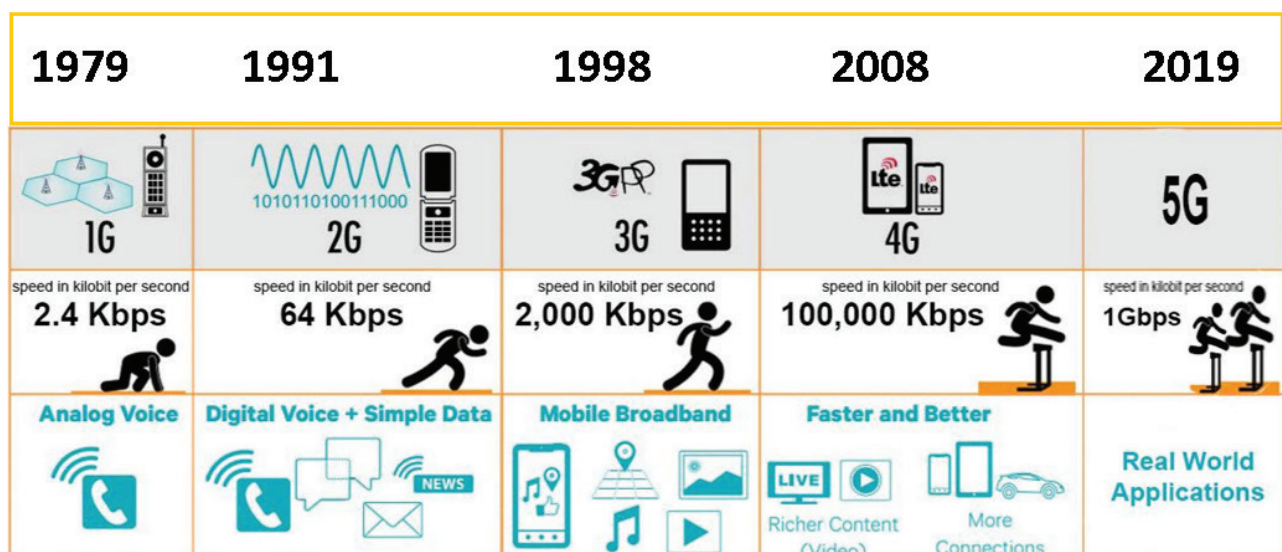 1979 1991 1998 2008 2019
1010110100111000
3GPP
lte
lte
1G 2G 3G 4G 5G
speed in kilobit per second speed in kilobit per second speed in kilobit per second speed in kilobit per second speed in kilobit per second
2.4 Kbps 64 Kbps 2,000 Kbps 100,000 Kbps 1Gbps
Analog Voice Digital Voice + Simple Data Mobile Broadband Faster and Better
NEWS
LIVE
Richer Content
(Video)
More
Connections
Real World
Applications